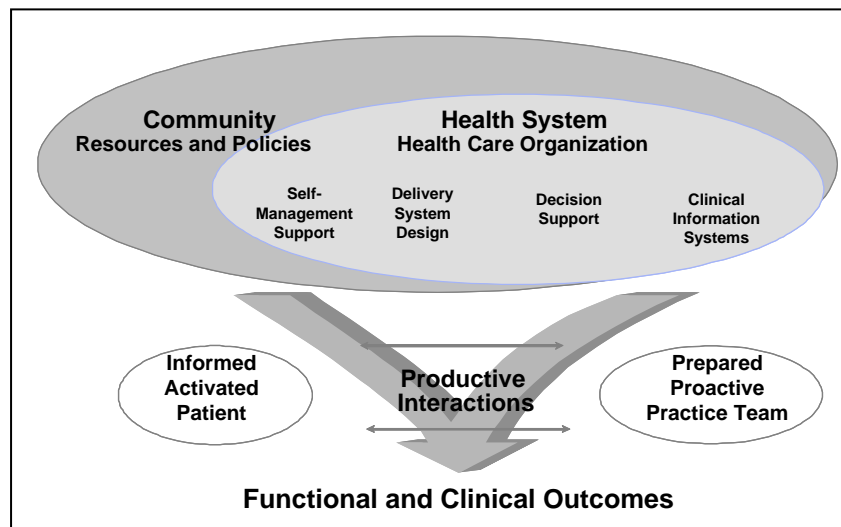 Community
Resources and Policies
Health System
Health Care Organization
Self-
Management
Support
Delivery
System
Design
Decision
Support
Clinical
Information
Systems
Informed
Activated
Patient
Productive
Interactions
Prepared
Proactive
Practice Team
Functional and Clinical Outcomes